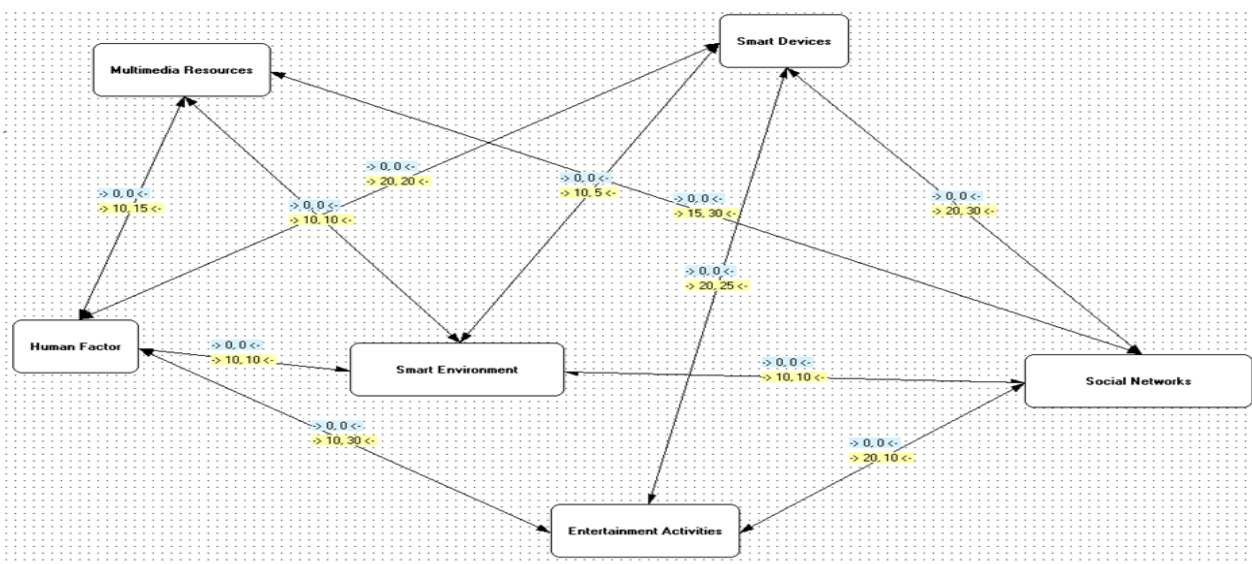 Smart Devices
Multimedia Resources
-> 0, 0 <-
-> 20, 20 <-
-> 0, 0 <-
-> 10, 5 <-
-> 0, 0 <-
-> 10, 15 <-
-> 0, 0 <-
-> 10, 10 <-
-> 0, 0 <-
-> 15, 30 <-
-> 0, 0 <-
-> 20, 30 <-
-> 0, 0 <-
-> 20, 25 <-
Human Factor
-> 0, 0 <-
-> 10, 10 <-
Smart Environment
-> 0, 0 <-
-> 10, 10 <-
Social Networks
-> 0, 0 <-
-> 10, 30 <-
-> 0, 0 <-
-> 20, 10 <-
Entertainment Activities